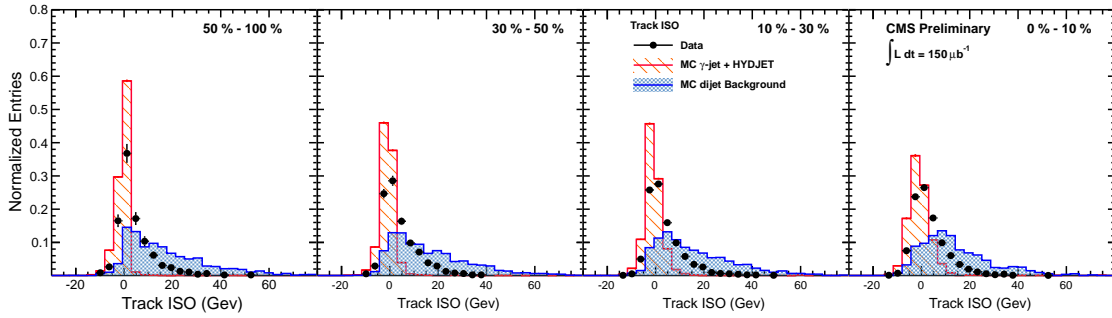 0.8
0.7
0.6
0.5
0.4
0.3
0.2
0.1
Normalized Entries
50 % - 100 %
30 % - 50 %
Track ISO
10 % - 30 %
Data
MC γ-jet + HYDJET
MC dijet Background
CMS Preliminary
0 % - 10 %
∫ L dt = 150 μb⁻¹
-20 0 20 40 60
-20 0 20 40 60
-20 0 20 40 60
-20 0 20 40 60
Track ISO (Gev)
Track ISO (Gev)
Track ISO (Gev)
Track ISO (Gev)